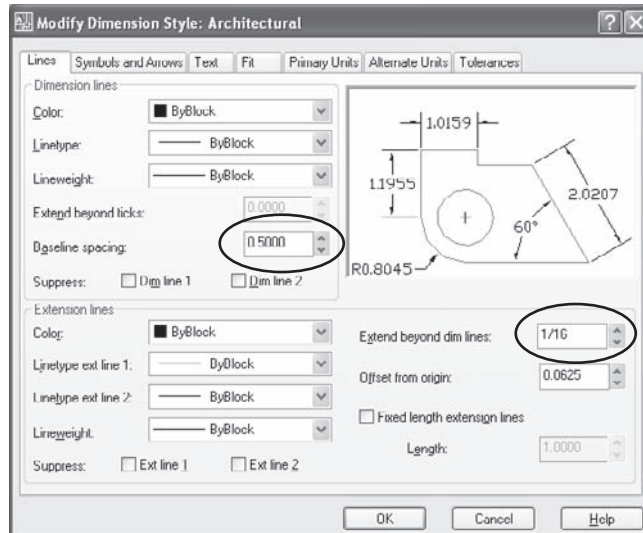 Modify Dimension Style: Architectural
Lines Symbols and Arrows Text Fit Primary Units Alternate Units Tolerances
Dimension lines
Color: ByBlock
Linetype: ByBlock
Lineweight: ByBlock
Extend beyond ticks: 0.0000
Baseline spacing: 0.5000
Suppress: Dim line 1 Dim line 2
1.0159
1.1955
2.0207
60°
R0.8045
Extension lines
Color: ByBlock
Linetype ext line 1: ByBlock
Linetype ext line 2: ByBlock
Lineweight: ByBlock
Suppress: Ext line 1 Ext line 2
Extend beyond dim lines: 1/16
Offset from origin: 0.0625
Fixed length extension lines
Length: 1.0000
OK Cancel Help